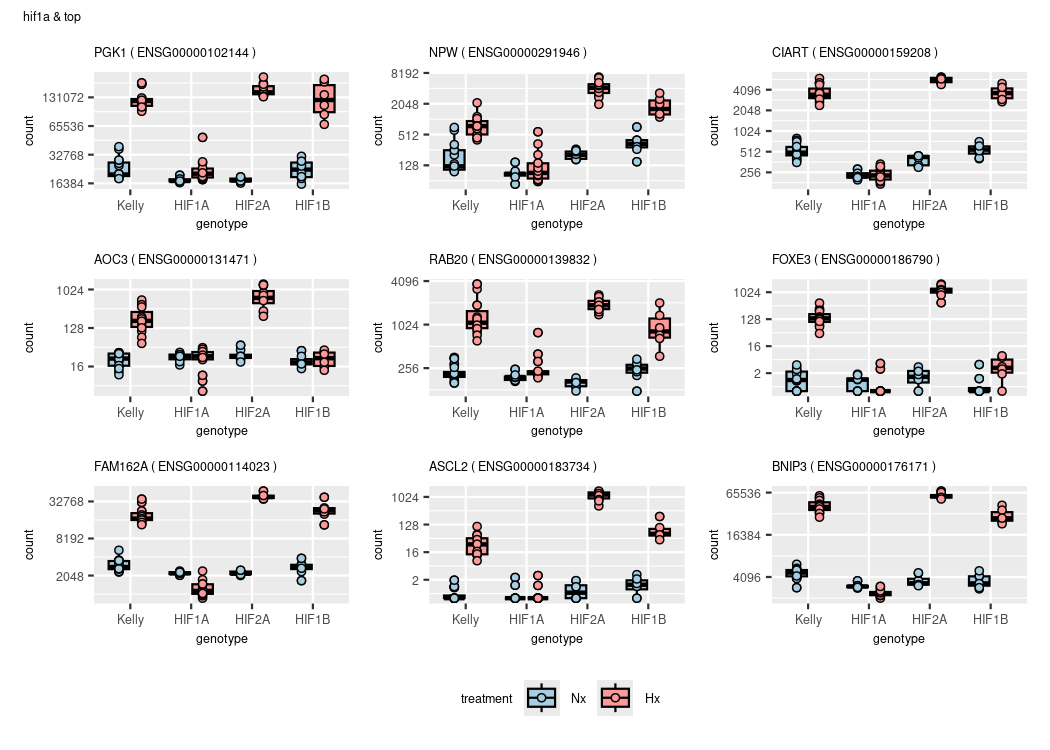 hif1a & top
PGK1 ( ENSG00000102144 )
count
131072
65536
32768
16384
Kelly HIF1A HIF2A HIF1B
genotype
NPW ( ENSG00000291946 )
count
8192
2048
512
128
Kelly HIF1A HIF2A HIF1B
genotype
CIART ( ENSG00000159208 )
count
4096
2048
1024
512
256
Kelly HIF1A HIF2A HIF1B
genotype
AOC3 ( ENSG00000131471 )
count
1024
128
16
Kelly HIF1A HIF2A HIF1B
genotype
RAB20 ( ENSG00000139832 )
count
4096
1024
256
Kelly HIF1A HIF2A HIF1B
genotype
FOXE3 ( ENSG00000186790 )
count
1024
128
16
2
Kelly HIF1A HIF2A HIF1B
genotype
FAM162A ( ENSG00000114023 )
count
32768
8192
2048
Kelly HIF1A HIF2A HIF1B
genotype
ASCL2 ( ENSG00000183734 )
count
1024
128
16
2
Kelly HIF1A HIF2A HIF1B
genotype
BNIP3 ( ENSG00000176171 )
count
65536
16384
4096
Kelly HIF1A HIF2A HIF1B
genotype
treatment Nx Hx